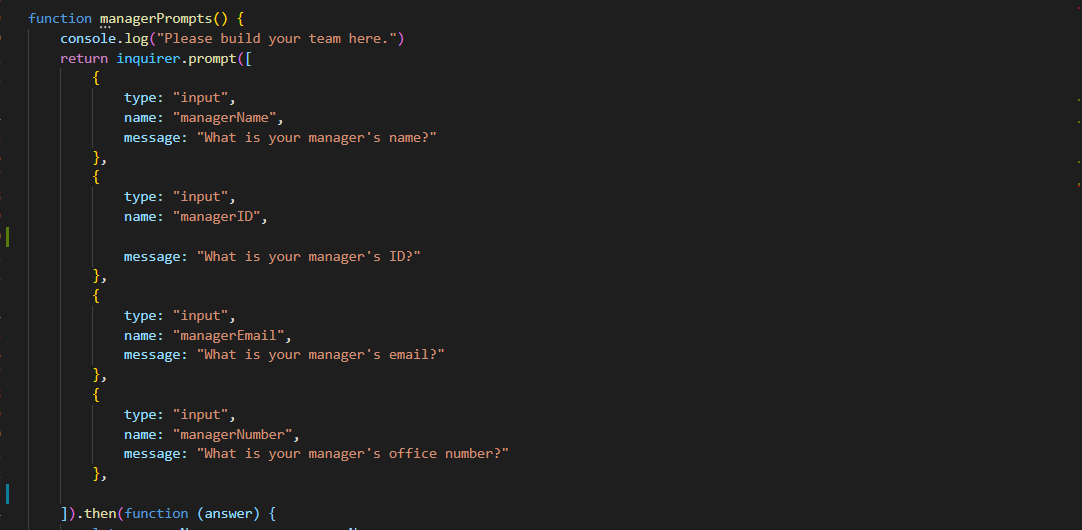 function managerPrompts() {
    console.log("Please build your team here.")
    return inquirer.prompt([
        {
            type: "input",
            name: "managerName",
            message: "What is your manager's name?"
        },
        {
            type: "input",
            name: "managerID",

            message: "What is your manager's ID?"
        },
        {
            type: "input",
            name: "managerEmail",
            message: "What is your manager's email?"
        },
        {
            type: "input",
            name: "managerNumber",
            message: "What is your manager's office number?"
        },

    ]).then(function (answer) {